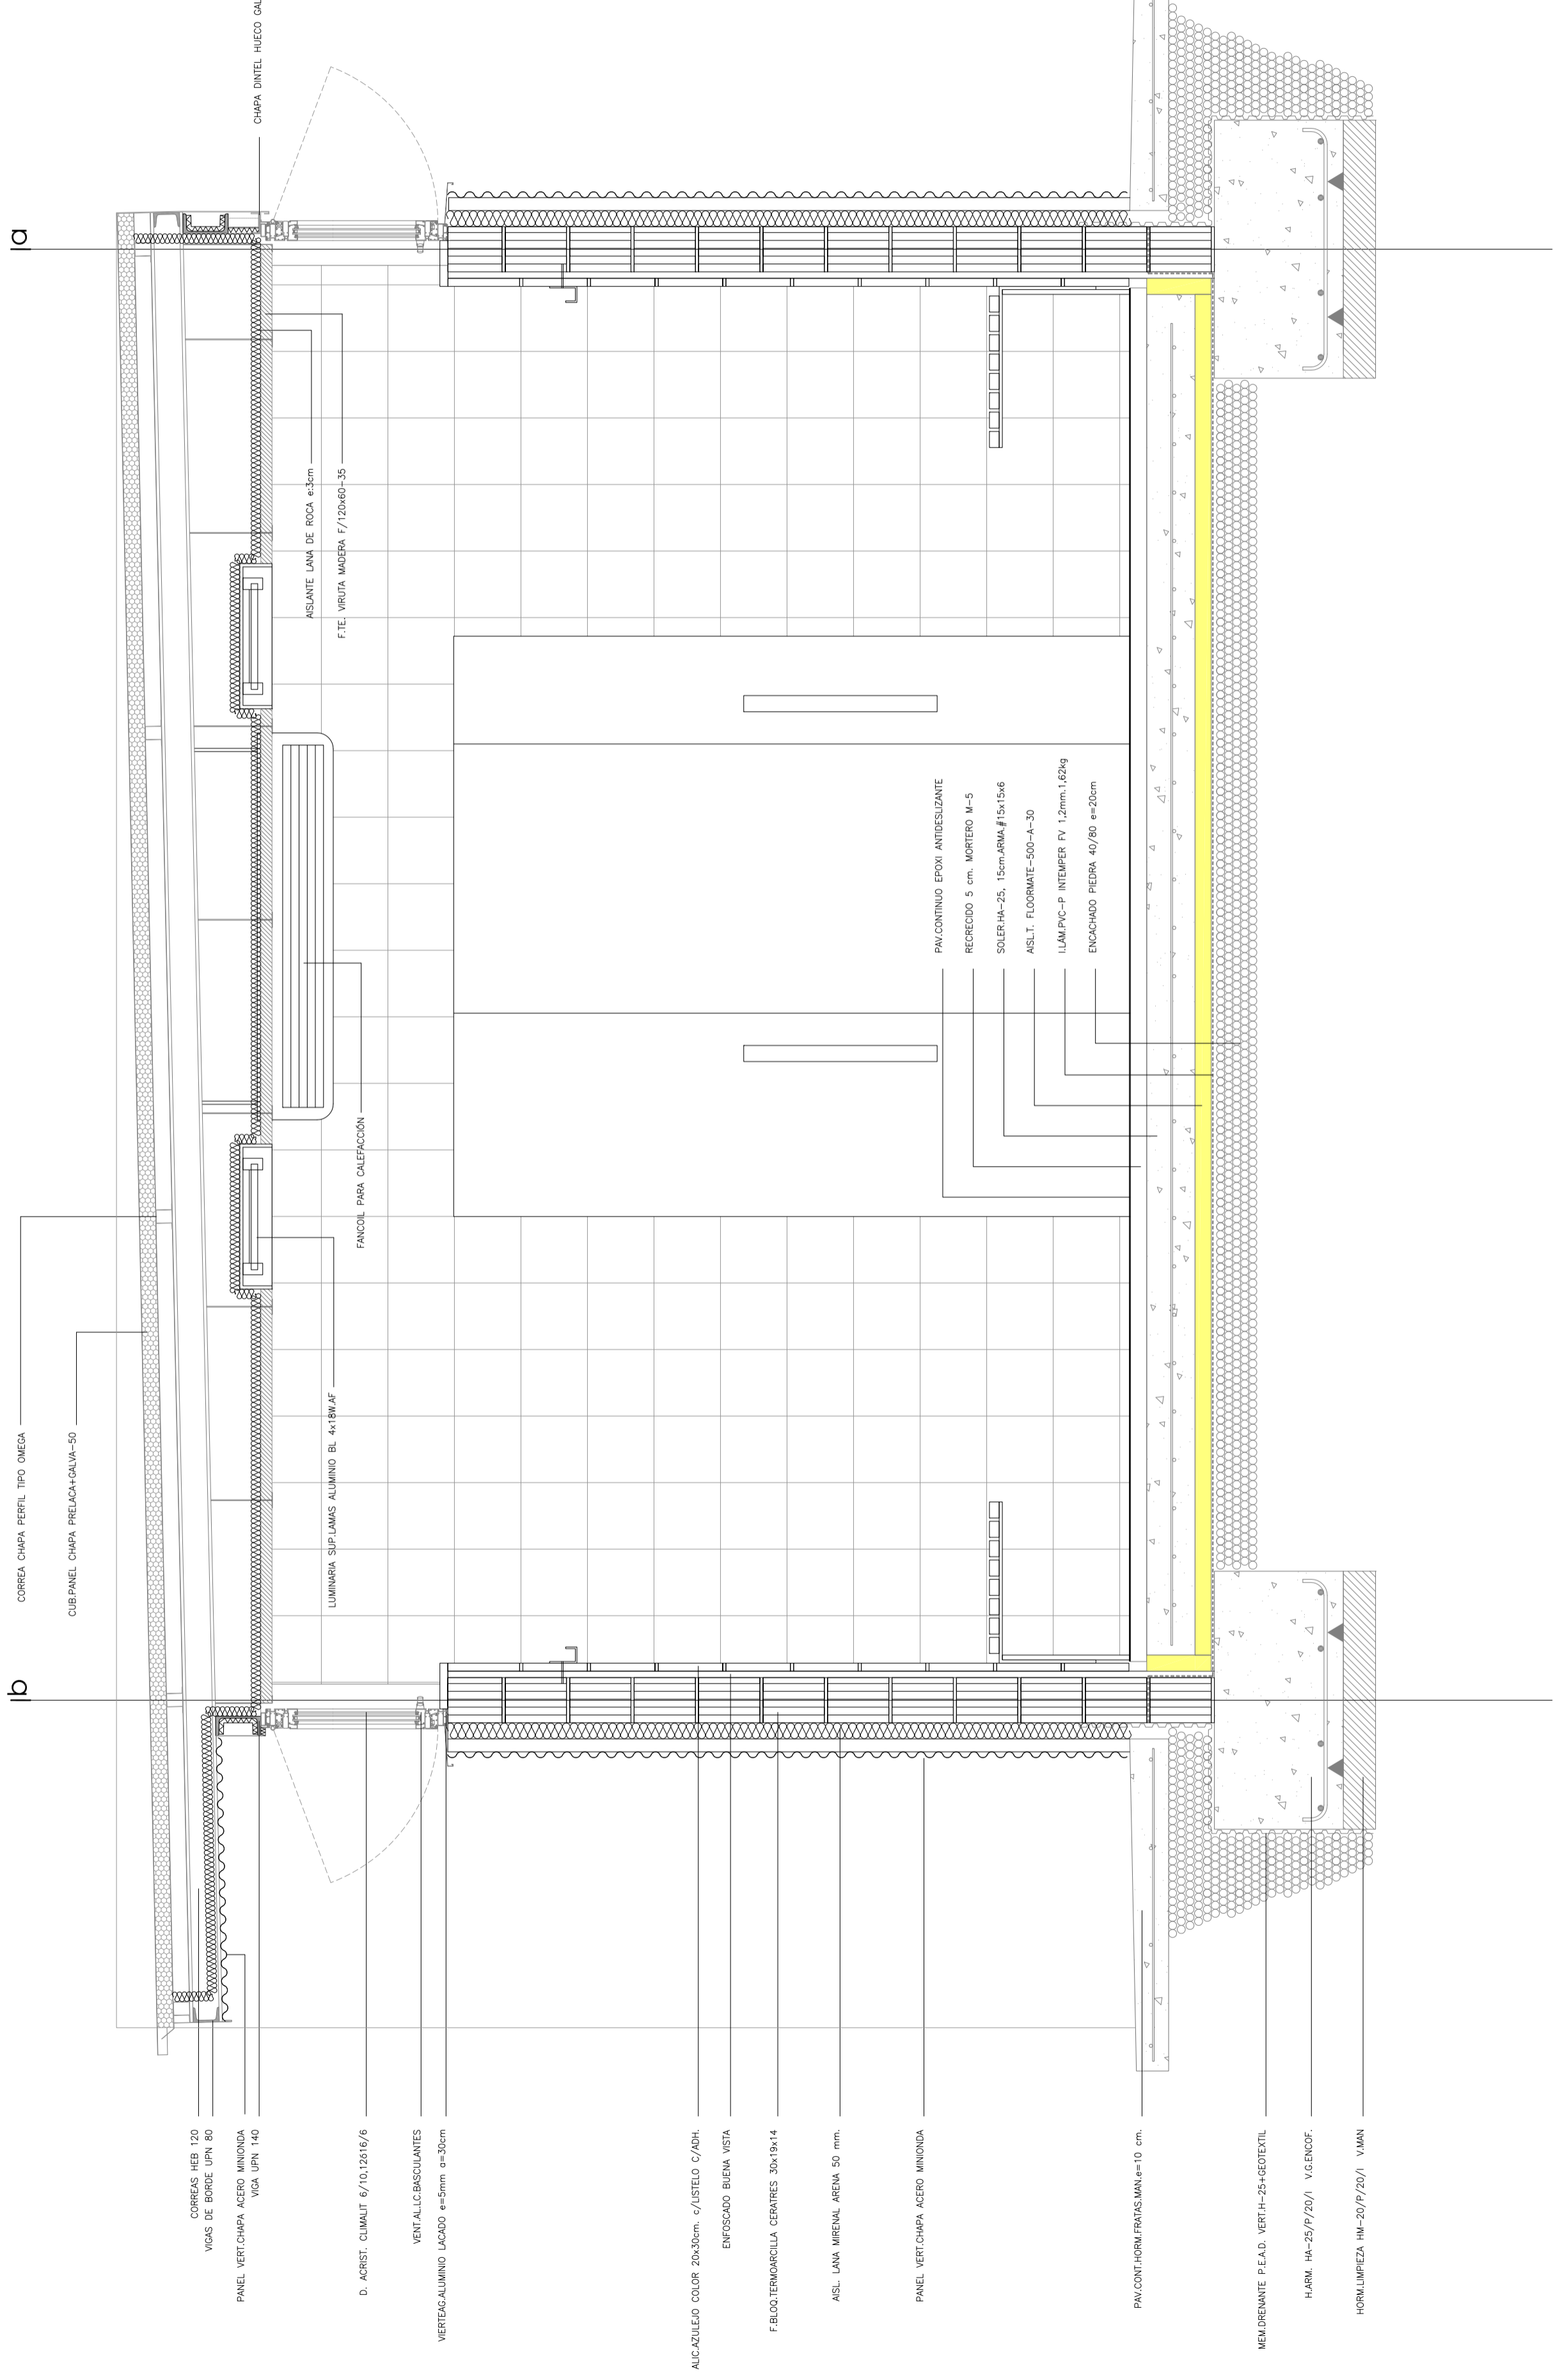 CORREA CHAPA PERFIL TIPO OMEGA
CUB.PANEL CHAPA PRELACA+GALVA-50
CORREAS HEB 120
VIGAS DE BORDE UPN 80
PANEL VERT.CHAPA ACERO MINIONDA
VIGA UPN 140
D. ACRIST. CLIMALIT 6/10,12ó16/6
VENT.AL.LC.BASCULANTES
VIERTEAG.ALUMINIO LACADO e=5mm a=30cm
ALIC.AZULEJO COLOR 20x30cm. c/LISTELO C/ADH.
ENFOSCADO BUENA VISTA
F.BLOQ.TERMOARCILLA CERATRES 30x19x14
AISL. LANA MIRENAL ARENA 50 mm.
PANEL VERT.CHAPA ACERO MINIONDA
PAV.CONT.HORM.FRATAS.MAN.e=10 cm.
MEM.DRENANTE P.E.A.D. VERT.H-25+GEOTEXTIL
H.ARM. HA-25/P/20/I V.G.ENCOF.
HORM.LIMPIEZA HM-20/P/20/I V.MAN
b
LUMINARIA SUP.LAMAS ALUMINIO BL 4x18W.AF
FANCOIL PARA CALEFACCIÓN
PAV.CONTINUO EPOXI ANTIDESLIZANTE
RECRECIDO 5 cm. MORTERO M-5
SOLER.HA-25, 15cm.ARMA.#15x15x6
AISL.T. FLOORMATE-500-A-30
I.LÁM.PVC-P INTEMPER FV 1,2mm.1,62kg
ENCACHADO PIEDRA 40/80 e=20cm
AISLANTE LANA DE ROCA e:3cm
F.TE. VIRUTA MADERA F/120x60-35
a
CHAPA DINTEL HUECO GAL